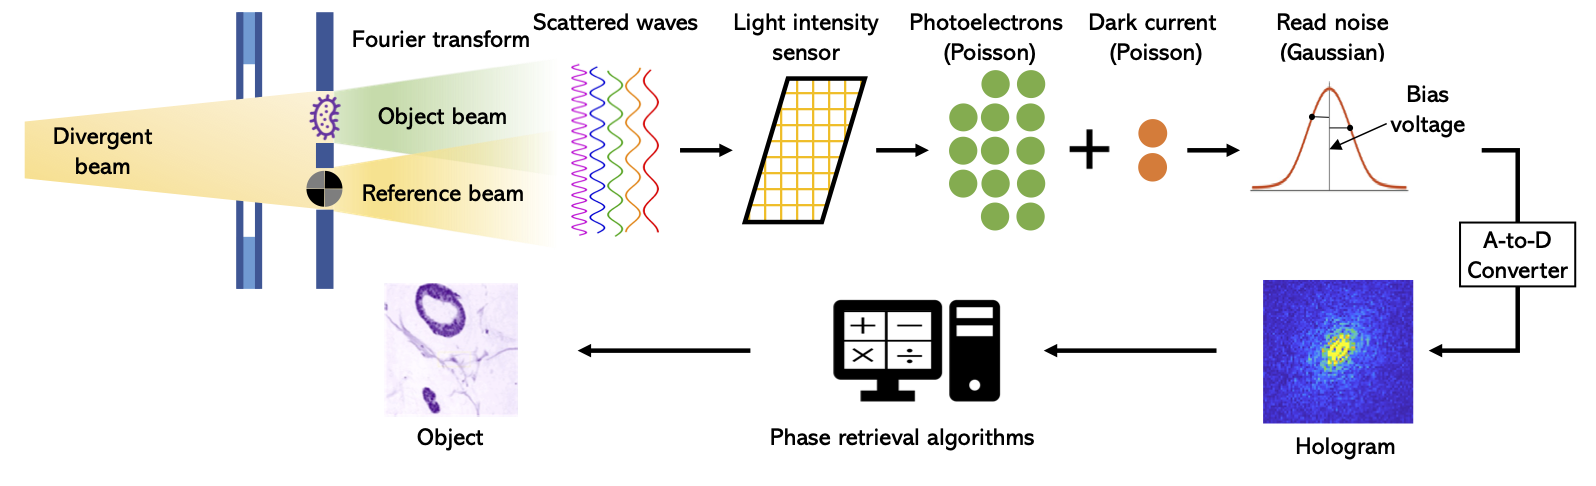 Scattered waves
Fourier transform
Light intensity
sensor
Photoelectrons
(Poisson)
Dark current
(Poisson)
Read noise
(Gaussian)
Divergent
beam
Object beam
Reference beam
Bias
voltage
A-to-D
Converter
Object
Phase retrieval algorithms
Hologram